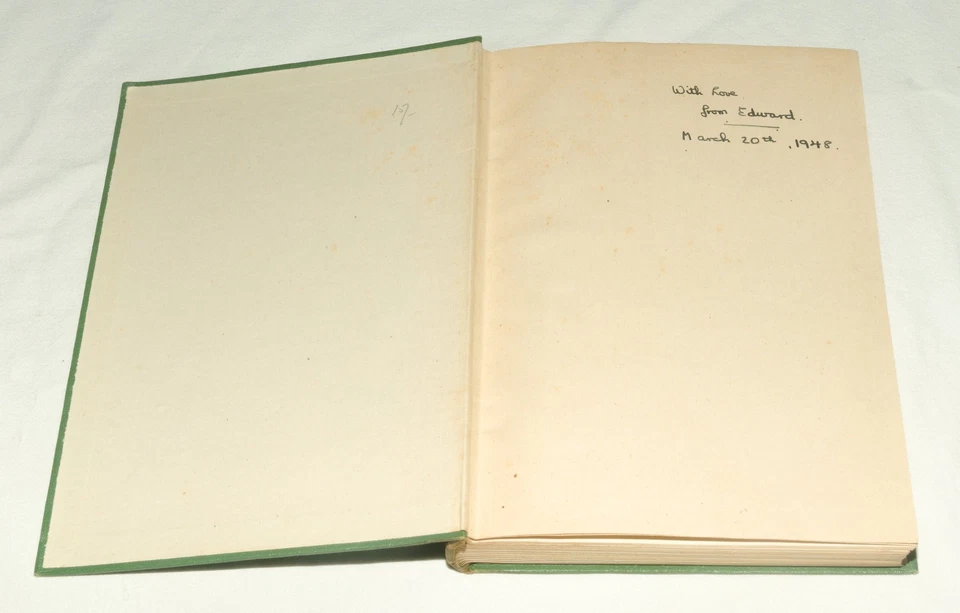 With Love
from Edward.
March 20th, 1948.